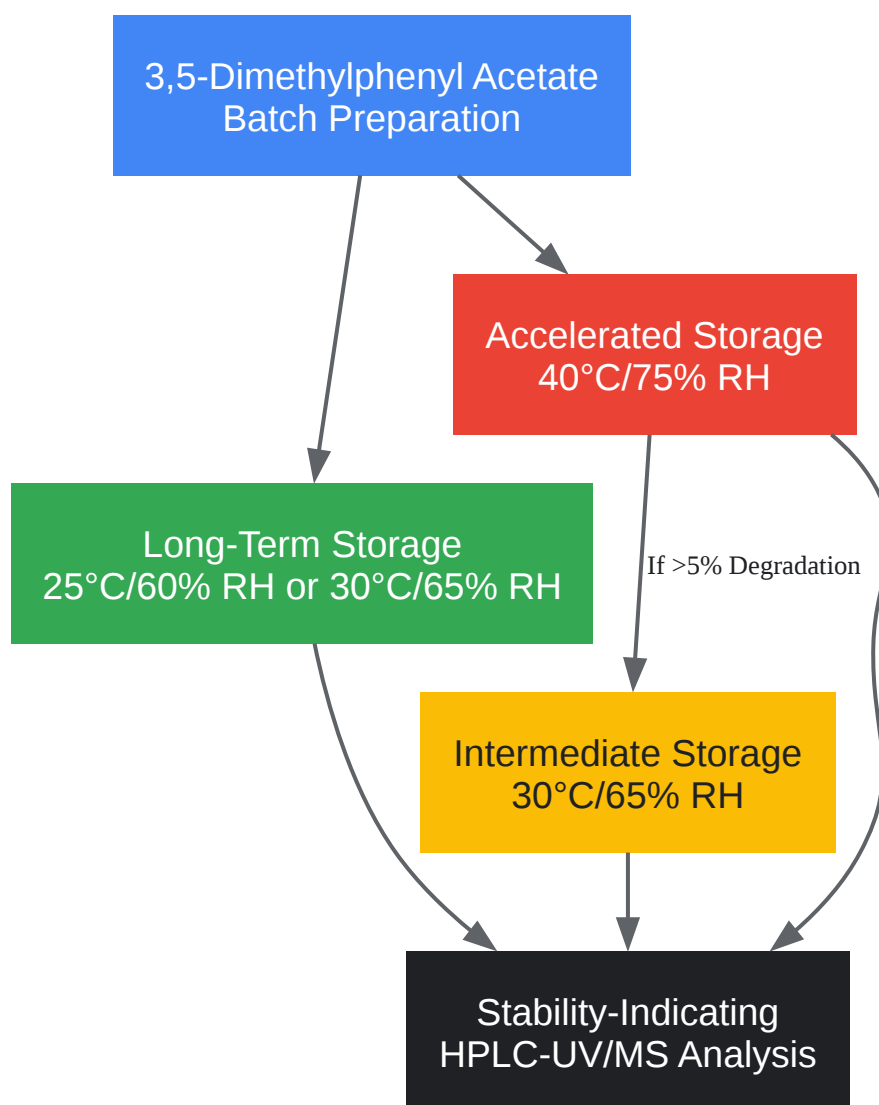 3,5-Dimethylphenyl Acetate
Batch Preparation
Accelerated Storage
40°C/75% RH
Long-Term Storage
25°C/60% RH or 30°C/65% RH
If >5% Degradation
Intermediate Storage
30°C/65% RH
Stability-Indicating
HPLC-UV/MS Analysis